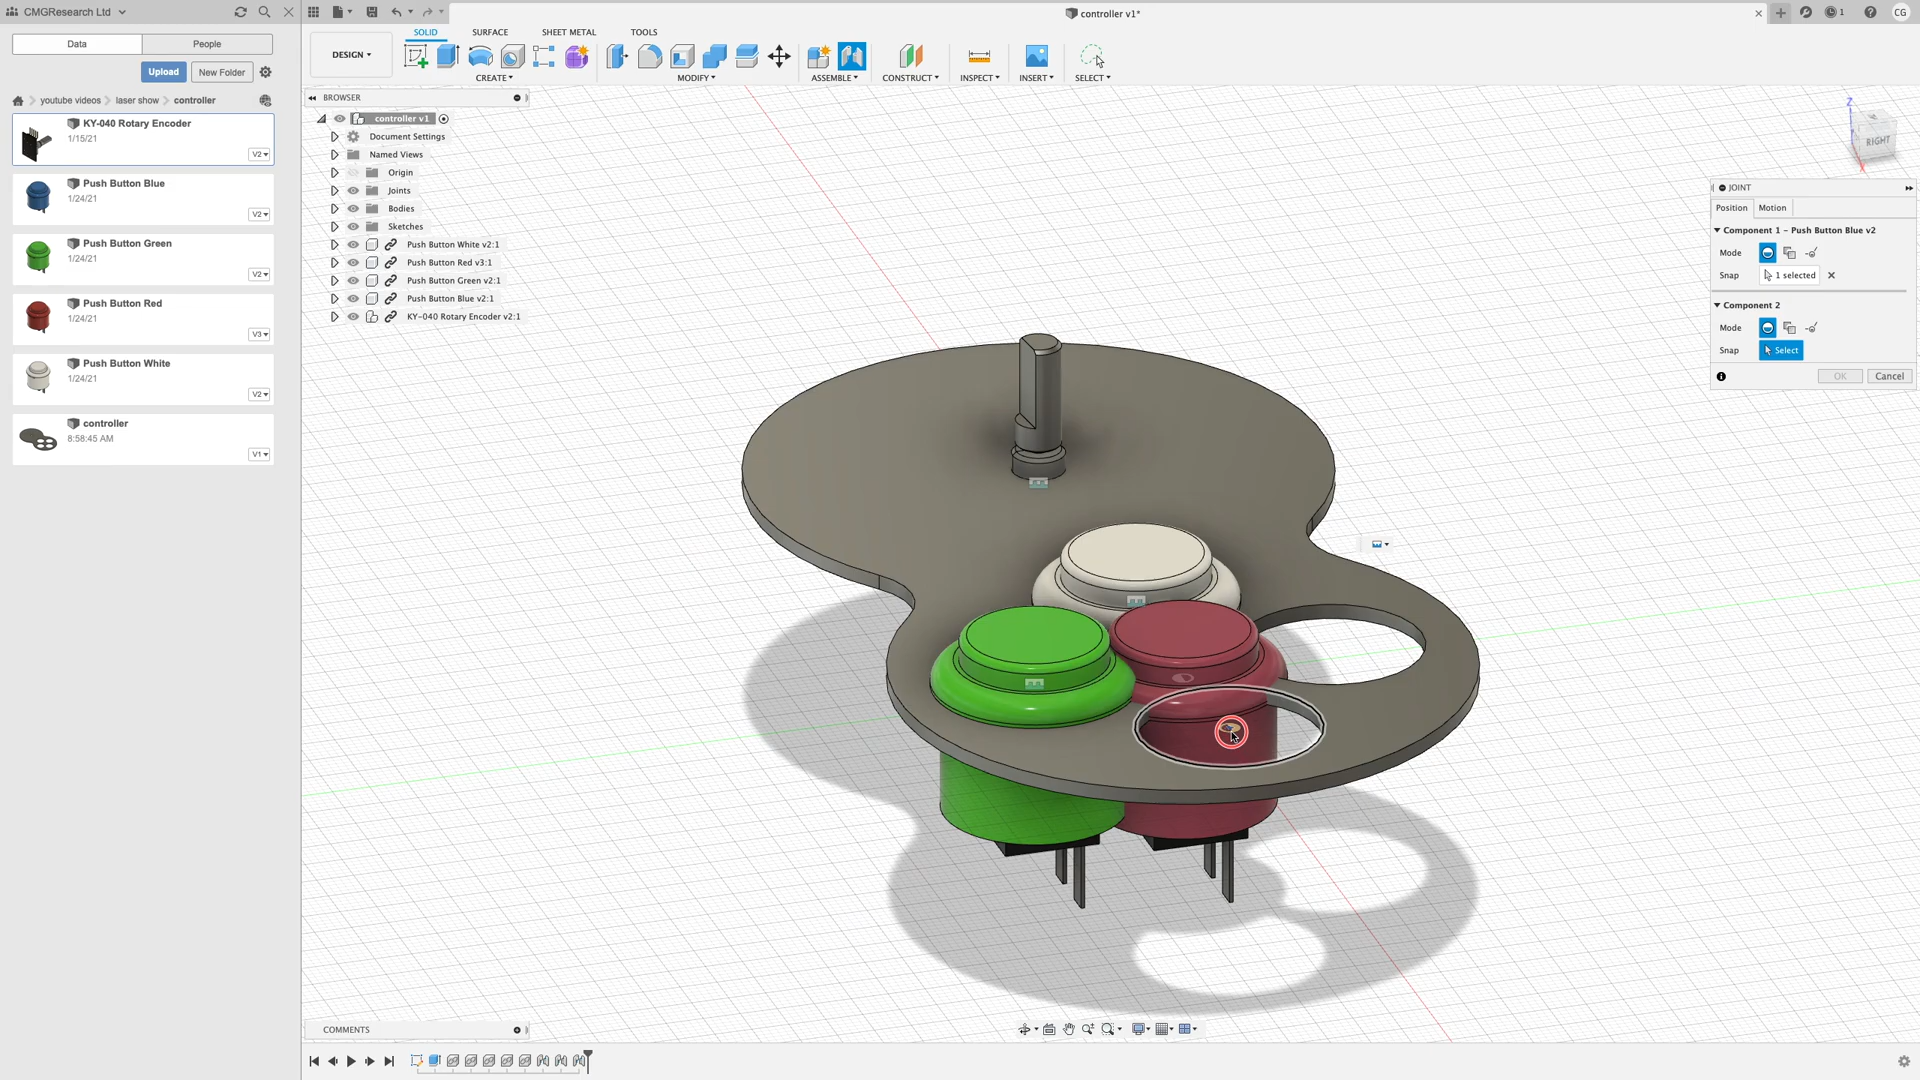 CMGResearch Ltd
controller v1*
1
CG
Data
People
Upload
New Folder
youtube videos
laser show
controller
KY-040 Rotary Encoder
1/15/21
V2
Push Button Blue
1/24/21
V2
Push Button Green
1/24/21
V2
Push Button Red
1/24/21
V3
Push Button White
1/24/21
V2
controller
8:58:45 AM
V1
DESIGN
SOLID
SURFACE
SHEET METAL
TOOLS
CREATE
MODIFY
ASSEMBLE
CONSTRUCT
INSPECT
INSERT
SELECT
BROWSER
controller v1
Document Settings
Named Views
Origin
Joints
Bodies
Sketches
Push Button White v2:1
Push Button Red v3:1
Push Button Green v2:1
Push Button Blue v2:1
KY-040 Rotary Encoder v2:1
Z
RIGHT
X
JOINT
Position
Motion
Component 1 - Push Button Blue v2
Mode
Snap
1 selected
Component 2
Mode
Snap
Select
OK
Cancel
COMMENTS